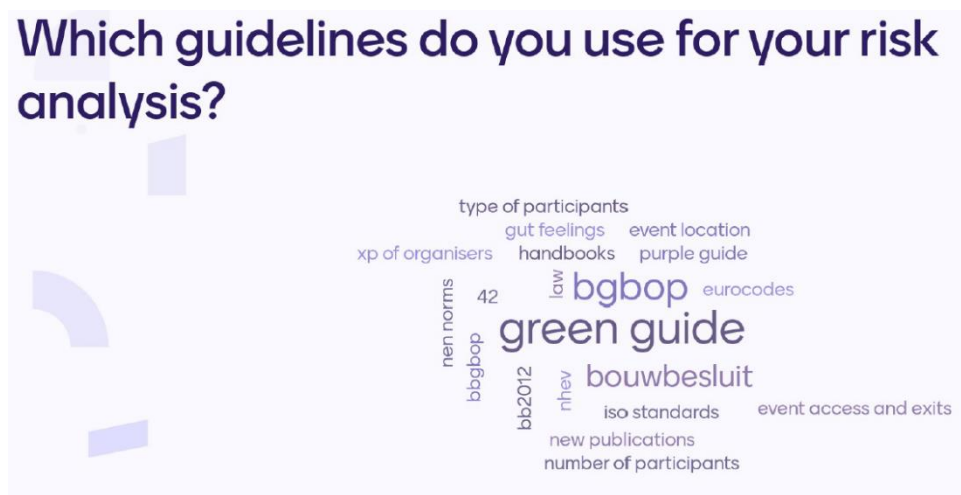 Which guidelines do you use for your risk
analysis?
type of participants
gut feelings
event location
xp of organisers
handbooks
purple guide
nen norms
42
law
bgbop
eurocodes
green guide
bbgbop
bb2012
nhev
bouwbesluit
iso standards
event access and exits
new publications
number of participants